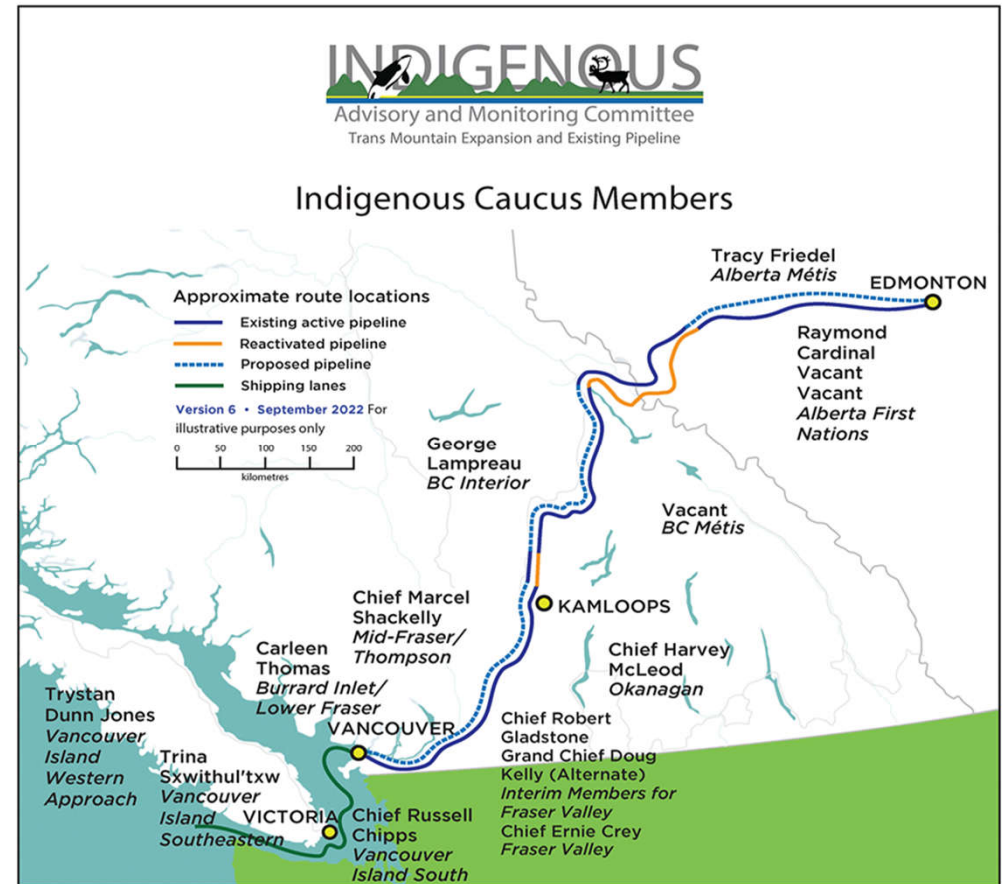 INDIGENOUS
Advisory and Monitoring Committee
Trans Mountain Expansion and Existing Pipeline
Indigenous Caucus Members
Tracy Friedel
Alberta Métis
EDMONTON
Raymond
Cardinal
Vacant
Vacant
Alberta First
Nations
Approximate route locations
Existing active pipeline
Reactivated pipeline
Proposed pipeline
Shipping lanes
Version 6 • September 2022 For
illustrative purposes only
0 50 100 150 200
kilometres
George
Lampreau
BC Interior
Vacant
BC Métis
KAMLOOPS
Chief Marcel
Shackelly
Mid-Fraser/
Thompson
Chief Harvey
McLeod
Okanagan
Carleen
Thomas
Burrard Inlet/
Lower Fraser
VANCOUVER
Trystan
Dunn Jones
Vancouver
Island
Western
Approach
Trina
Sxwithul'txw
Vancouver
Island
Southeastern
VICTORIA
Chief Russell
Chipps
Vancouver
Island South
Chief Robert
Gladstone
Grand Chief Doug
Kelly (Alternate)
Interim Members for
Fraser Valley
Chief Ernie Crey
Fraser Valley